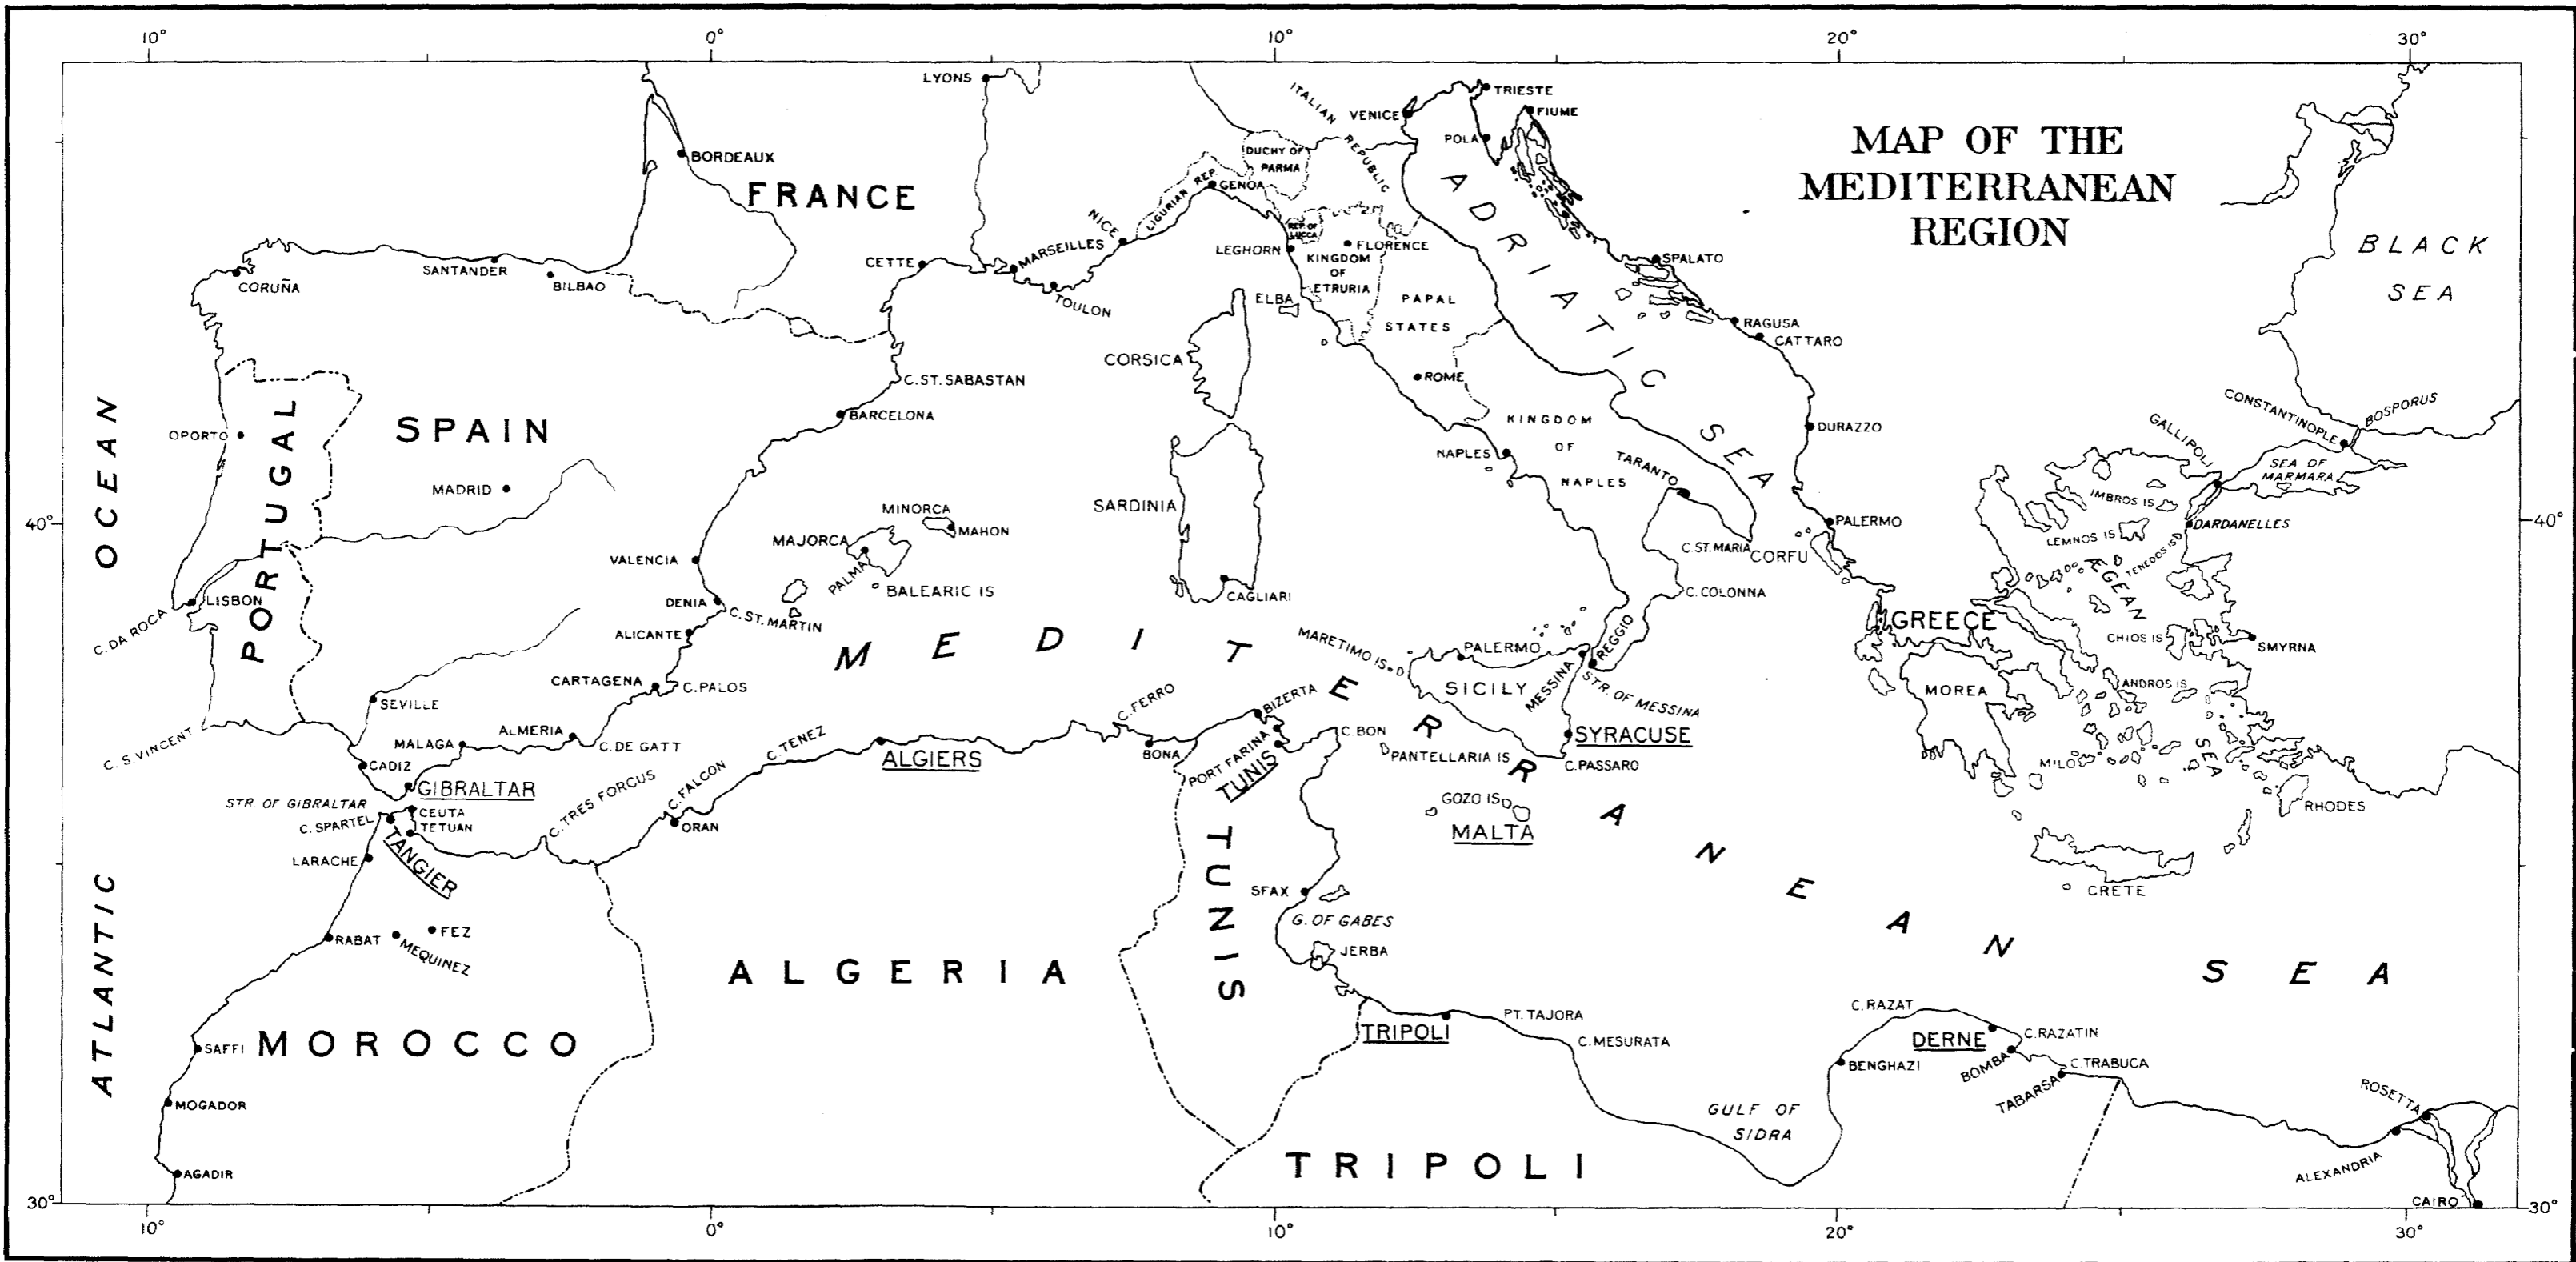 10° 0° 10° 20° 30°
MAP OF THE
MEDITERRANEAN
REGION
LYONS
ITALIAN REPUBLIC
VENICE
TRIESTE
FIUME
POLA
BORDEAUX
DUCHY OF
PARMA
FRANCE
LIGURIAN REP.
GENOA
NICE
MARSEILLES
CETTE
TOULON
REP. OF
LUCCA
LEGHORN
FLORENCE
KINGDOM
OF
ETRURIA
ELBA
PAPAL
STATES
ADRIATIC SEA
SPALATO
RAGUSA
CATTARO
BLACK
SEA
CORUÑA
SANTANDER
BILBAO
CORSICA
C. ST. SABASTAN
BARCELONA
ROME
KINGDOM
OF
NAPLES
NAPLES
TARANTO
DURAZZO
CONSTANTINOPLE
BOSPORUS
GALLIPOLI
SEA OF
MARMARA
ATLANTIC OCEAN
OPORTO
PORTUGAL
SPAIN
MADRID
SARDINIA
MINORCA
MAHON
MAJORCA
PALMA
BALEARIC IS
VALENCIA
40°
40°
PALERMO
C. ST. MARIA
CORFU
IMBROS IS
LEMNOS IS
DARDANELLES
TENEDOS IS
ÆGEAN SEA
LISBON
C. DA ROCA
DENIA
C. ST. MARTIN
ALICANTE
CAGLIARI
C. COLONNA
GREECE
CHIOS IS
SMYRNA
MEDITERRANEAN SEA
MARETIMO IS
PALERMO
SICILY
MESSINA
REGGIO
STR. OF MESSINA
MOREA
ANDROS IS
CARTAGENA
C. PALOS
SEVILLE
C. S. VINCENT
MALAGA
ALMERIA
C. DE GATT
CADIZ
GIBRALTAR
STR. OF GIBRALTAR
C. SPARTEL
CEUTA
TETUAN
TANGIER
LARACHE
C. TRES FORCUS
C. FALCON
ORAN
C. TENEZ
ALGIERS
C. FERRO
BONA
BIZERTA
PORT FARINA
TUNIS
C. BON
PANTELLARIA IS
SYRACUSE
C. PASSARO
GOZO IS
MALTA
MILO
RHODES
CRETE
RABAT
MEQUINEZ
FEZ
ALGERIA
TUNIS
SFAX
G. OF GABES
JERBA
MOROCCO
SAFFI
MOGADOR
AGADIR
TRIPOLI
PT. TAJORA
C. MESURATA
C. RAZAT
DERNE
C. RAZATIN
BENGHAZI
BOMBA
C. TRABUCA
TABARSA
GULF OF
SIDRA
TRIPOLI
ROSETTA
ALEXANDRIA
CAIRO
30°
30°
10° 0° 10° 20° 30°